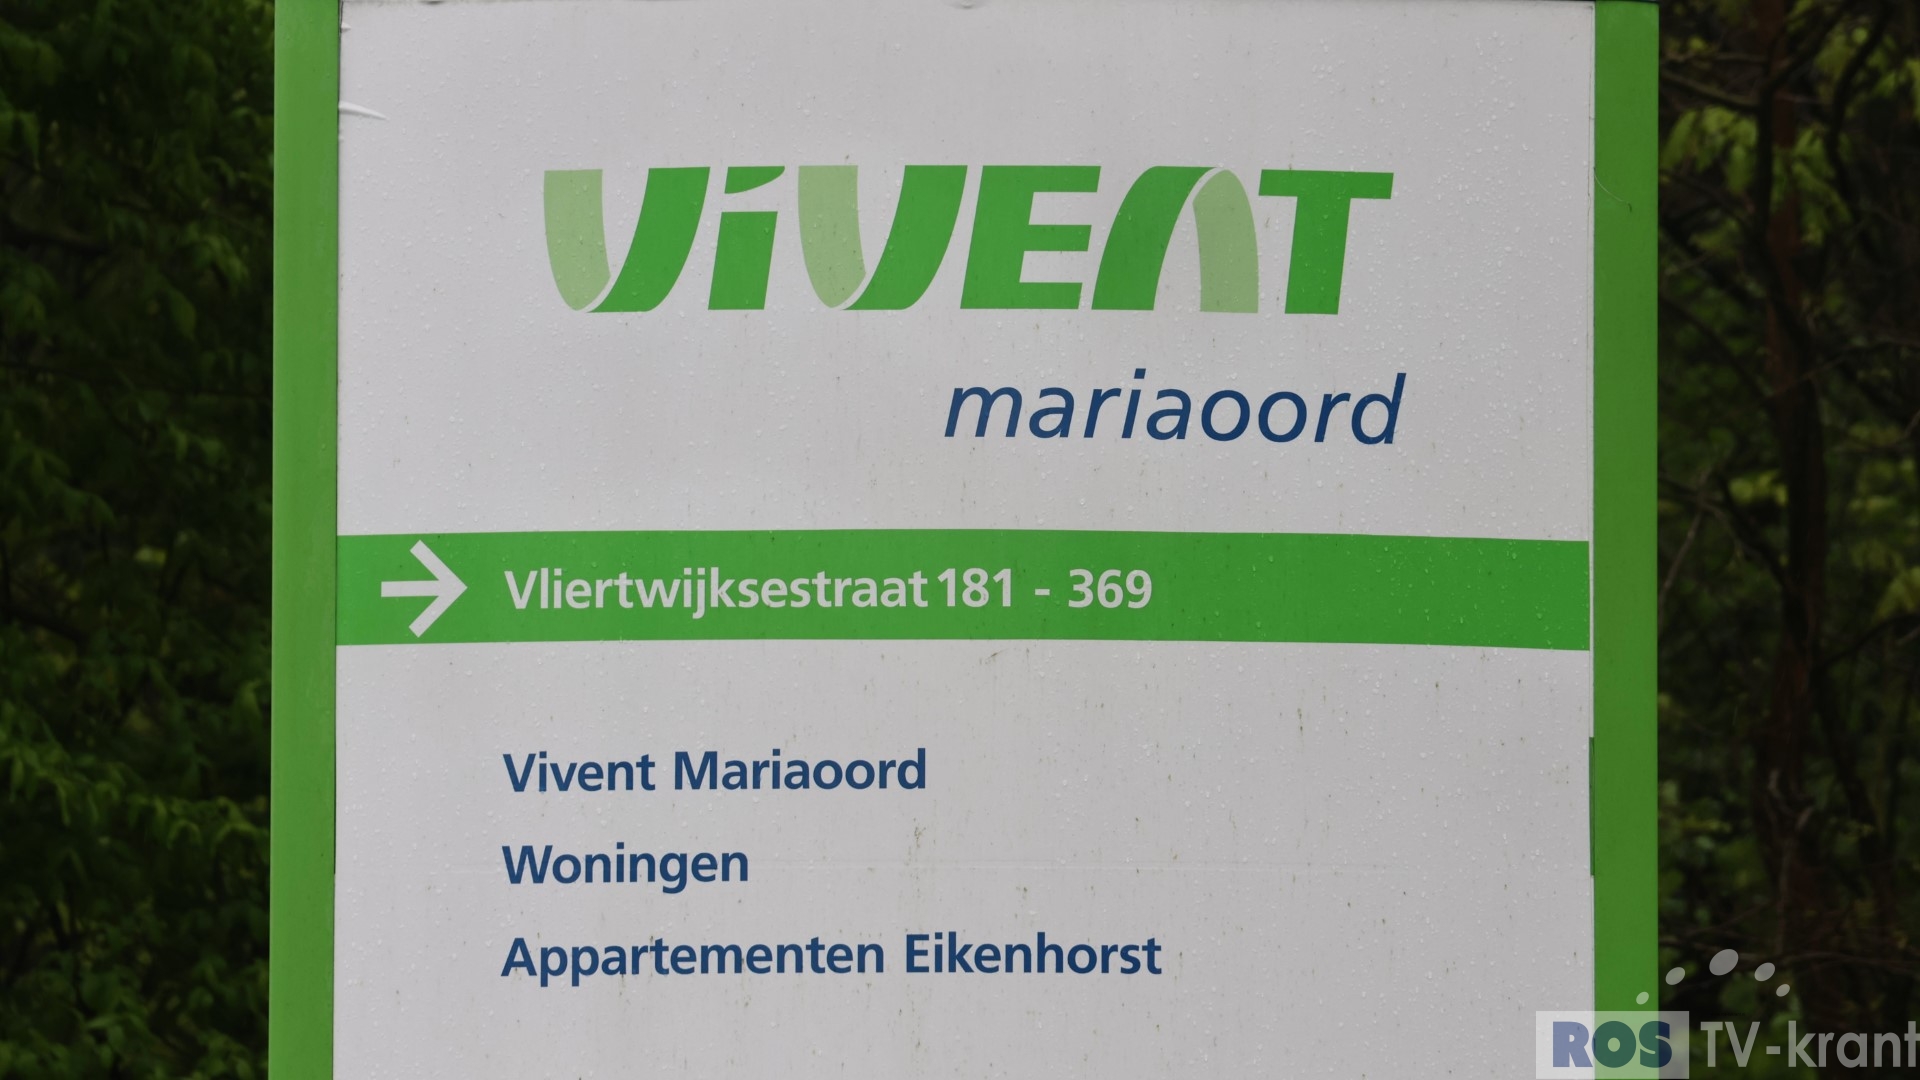 ViVENT
mariaoord
→ Vliertwijksestraat 181 - 369
Vivent Mariaoord
Woningen
Appartementen Eikenhorst
ROS TV-krant